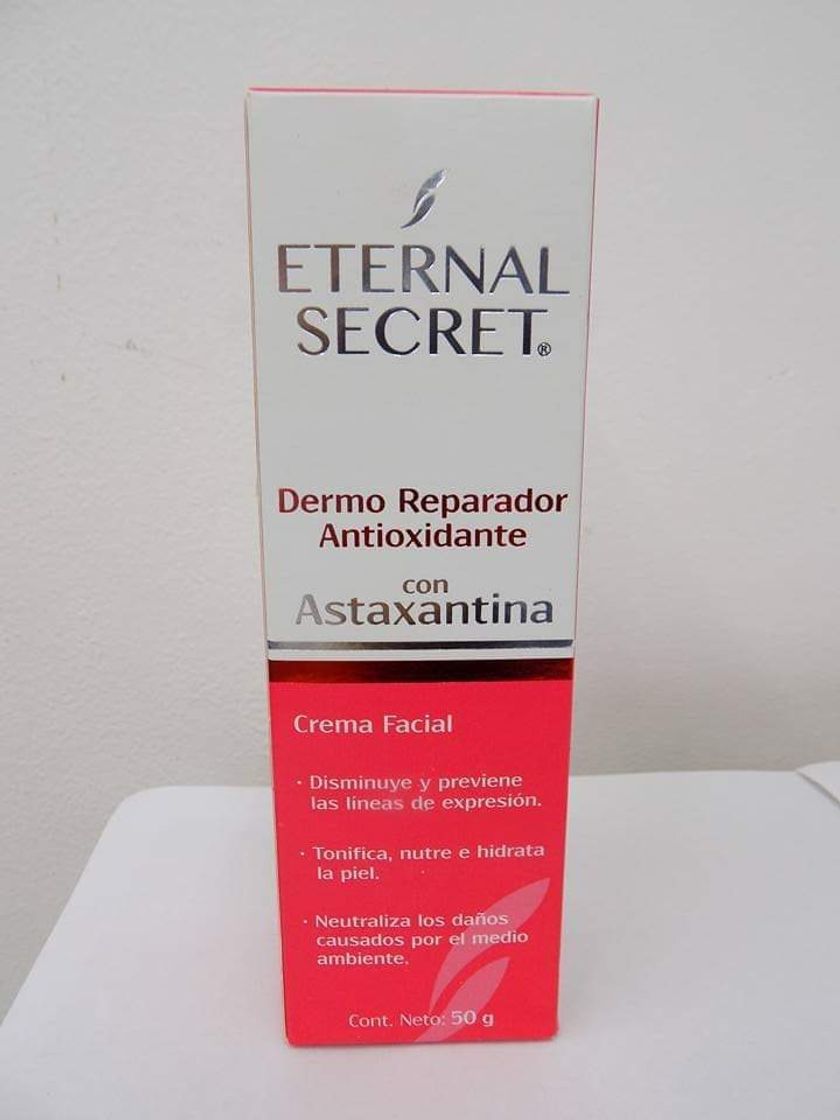 ETERNAL
SECRET®
Dermo Reparador
Antioxidante
con
Astaxantina
Crema Facial
· Disminuye y previene
las líneas de expresión.
· Tonifica, nutre e hidrata
la piel.
· Neutraliza los daños
causados por el medio
ambiente.
Cont. Neto: 50 g